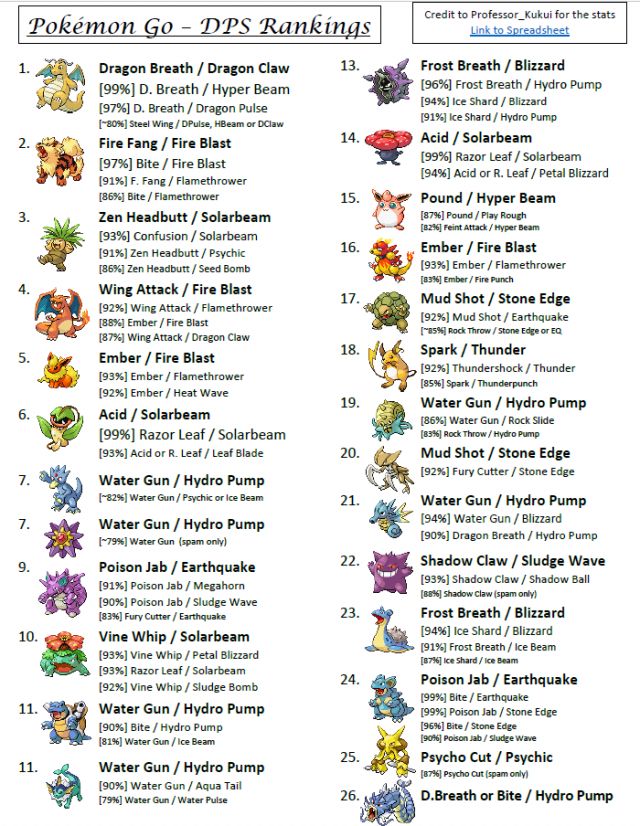 Pokémon Go – DPS Rankings
Credit to Professor_Kukui for the stats
Link to Spreadsheet
1.
Dragon Breath / Dragon Claw
[99%] D. Breath / Hyper Beam
[97%] D. Breath / Dragon Pulse
[~80%] Steel Wing / DPulse, HBeam or DClaw
2.
Fire Fang / Fire Blast
[97%] Bite / Fire Blast
[91%] F. Fang / Flamethrower
[86%] Bite / Flamethrower
3.
Zen Headbutt / Solarbeam
[93%] Confusion / Solarbeam
[91%] Zen Headbutt / Psychic
[86%] Zen Headbutt / Seed Bomb
4.
Wing Attack / Fire Blast
[92%] Wing Attack / Flamethrower
[88%] Ember / Fire Blast
[87%] Wing Attack / Dragon Claw
5.
Ember / Fire Blast
[93%] Ember / Flamethrower
[92%] Ember / Heat Wave
6.
Acid / Solarbeam
[99%] Razor Leaf / Solarbeam
[93%] Acid or R. Leaf / Leaf Blade
7.
Water Gun / Hydro Pump
[~82%] Water Gun / Psychic or Ice Beam
7.
Water Gun / Hydro Pump
[~79%] Water Gun (spam only)
9.
Poison Jab / Earthquake
[91%] Poison Jab / Megahorn
[90%] Poison Jab / Sludge Wave
[83%] Fury Cutter / Earthquake
10.
Vine Whip / Solarbeam
[93%] Vine Whip / Petal Blizzard
[93%] Razor Leaf / Solarbeam
[92%] Vine Whip / Sludge Bomb
11.
Water Gun / Hydro Pump
[90%] Bite / Hydro Pump
[81%] Water Gun / Ice Beam
11.
Water Gun / Hydro Pump
[90%] Water Gun / Aqua Tail
[79%] Water Gun / Water Pulse
13.
Frost Breath / Blizzard
[96%] Frost Breath / Hydro Pump
[94%] Ice Shard / Blizzard
[91%] Ice Shard / Hydro Pump
14.
Acid / Solarbeam
[99%] Razor Leaf / Solarbeam
[94%] Acid or R. Leaf / Petal Blizzard
15.
Pound / Hyper Beam
[87%] Pound / Play Rough
[82%] Feint Attack / Hyper Beam
16.
Ember / Fire Blast
[93%] Ember / Flamethrower
[83%] Ember / Fire Punch
17.
Mud Shot / Stone Edge
[92%] Mud Shot / Earthquake
[~85%] Rock Throw / Stone Edge or EQ
18.
Spark / Thunder
[92%] Thundershock / Thunder
[85%] Spark / Thunderpunch
19.
Water Gun / Hydro Pump
[86%] Water Gun / Rock Slide
[83%] Rock Throw / Hydro Pump
20.
Mud Shot / Stone Edge
[92%] Fury Cutter / Stone Edge
21.
Water Gun / Hydro Pump
[94%] Water Gun / Blizzard
[90%] Dragon Breath / Hydro Pump
22.
Shadow Claw / Sludge Wave
[93%] Shadow Claw / Shadow Ball
[88%] Shadow Claw (spam only)
23.
Frost Breath / Blizzard
[94%] Ice Shard / Blizzard
[91%] Frost Breath / Ice Beam
[87%] Ice Shard / Ice Beam
24.
Poison Jab / Earthquake
[99%] Bite / Earthquake
[99%] Poison Jab / Stone Edge
[96%] Bite / Stone Edge
[90%] Poison Jab / Sludge Wave
25.
Psycho Cut / Psychic
[87%] Psycho Cut (spam only)
26.
D.Breath or Bite / Hydro Pump